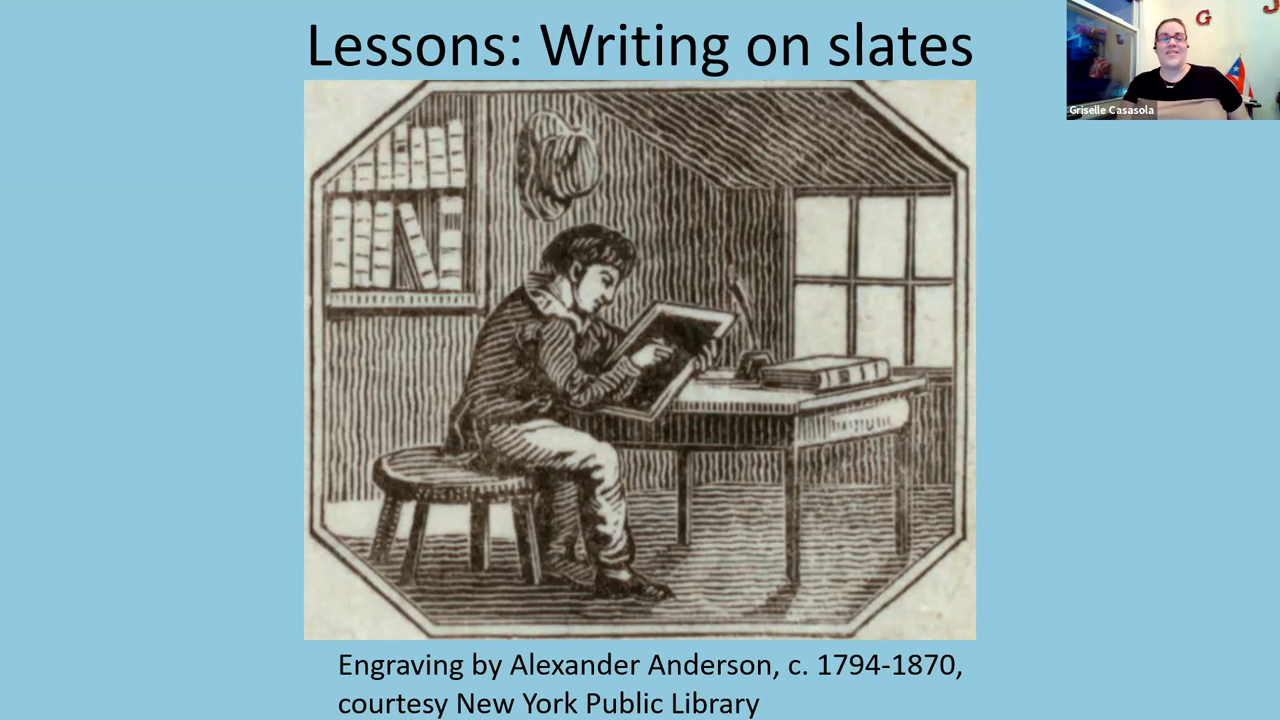 Lessons: Writing on slates
G
J
Griselle Casasola
Engraving by Alexander Anderson, c. 1794-1870,
courtesy New York Public Library